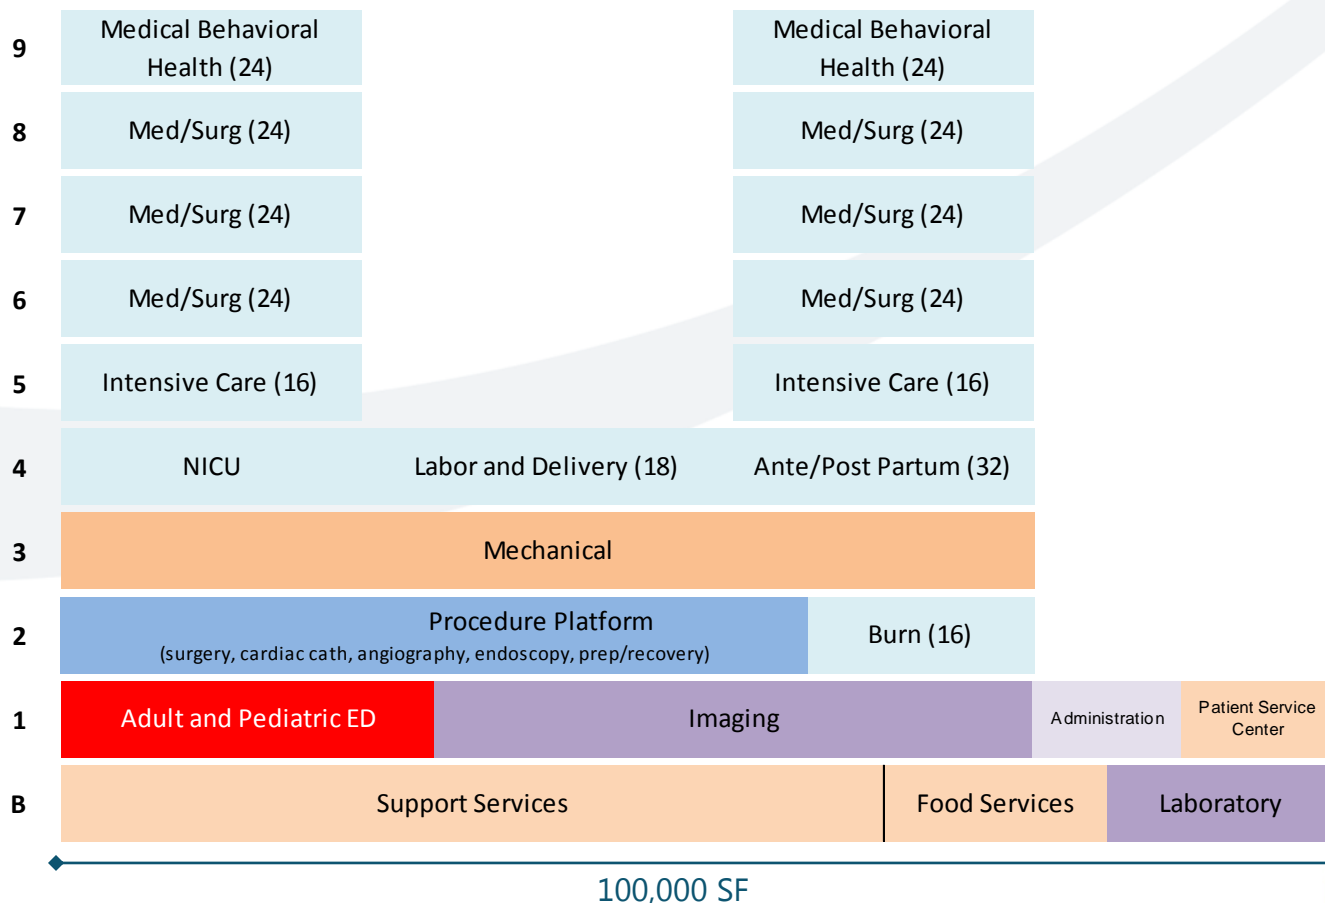 9
Medical Behavioral
Health (24)
Medical Behavioral
Health (24)
8
Med/Surg (24)
Med/Surg (24)
7
Med/Surg (24)
Med/Surg (24)
6
Med/Surg (24)
Med/Surg (24)
5
Intensive Care (16)
Intensive Care (16)
4
NICU
Labor and Delivery (18)
Ante/Post Partum (32)
3
Mechanical
2
Procedure Platform
(surgery, cardiac cath, angiography, endoscopy, prep/recovery)
Burn (16)
1
Adult and Pediatric ED
Imaging
Administration
Patient Service
Center
B
Support Services
Food Services
Laboratory
100,000 SF